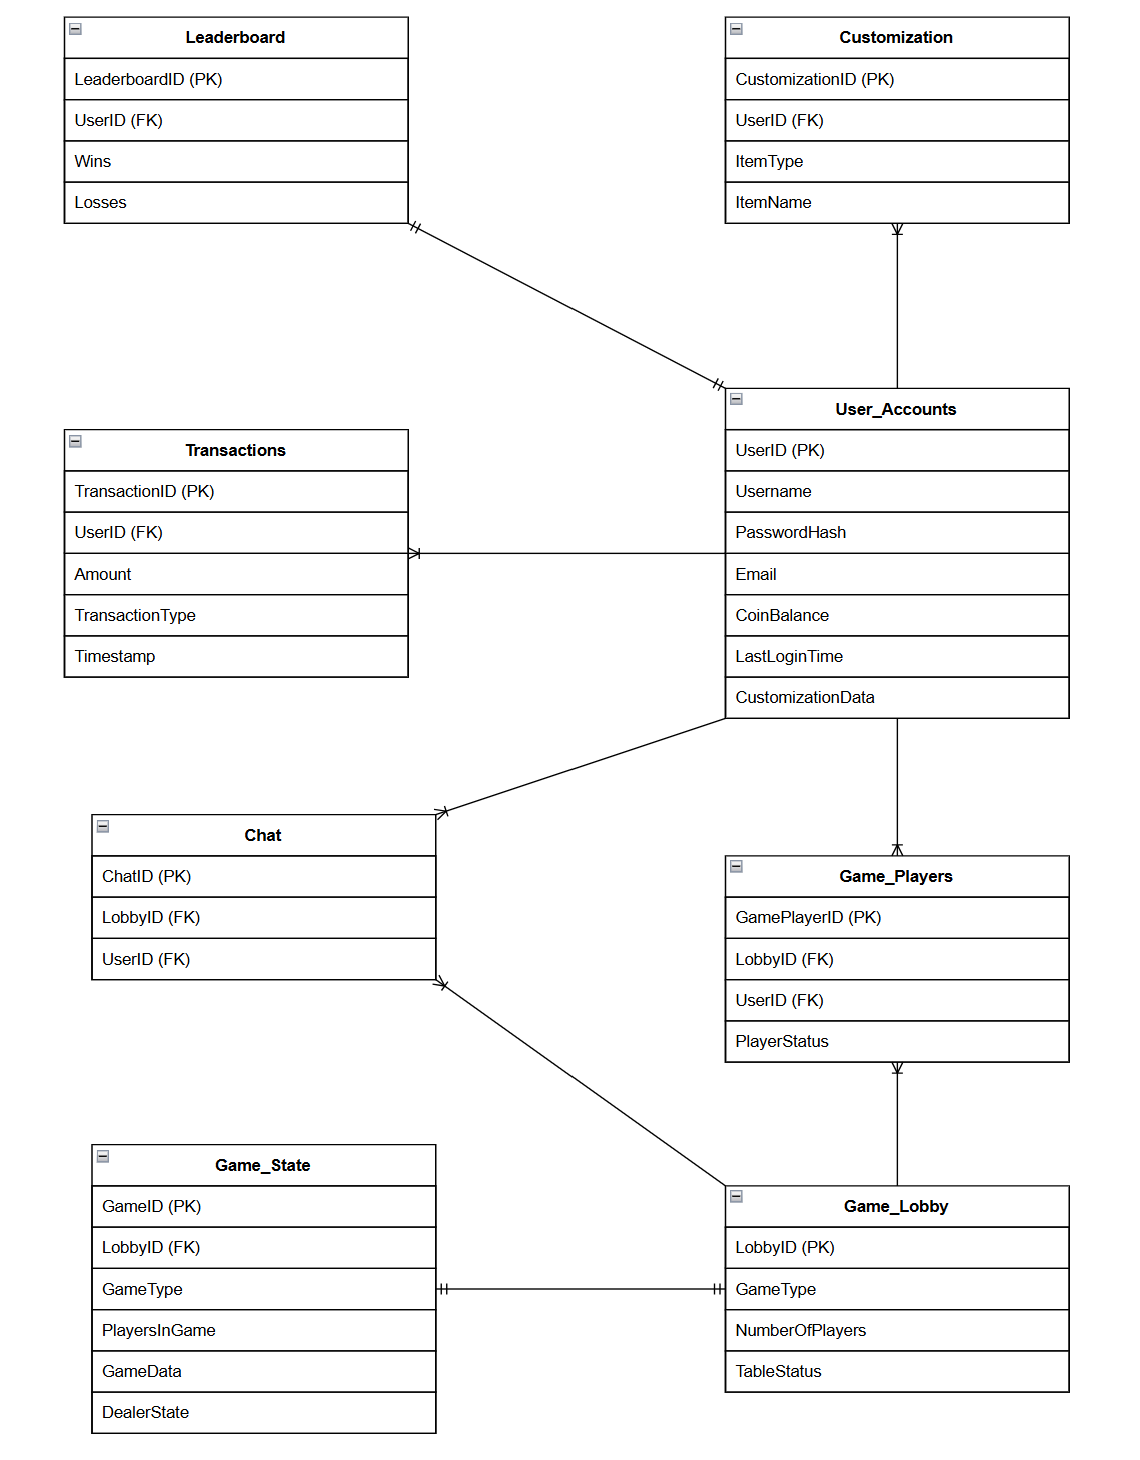 Leaderboard
LeaderboardID (PK)
UserID (FK)
Wins
Losses
Customization
CustomizationID (PK)
UserID (FK)
ItemType
ItemName
Transactions
TransactionID (PK)
UserID (FK)
Amount
TransactionType
Timestamp
User_Accounts
UserID (PK)
Username
PasswordHash
Email
CoinBalance
LastLoginTime
CustomizationData
Chat
ChatID (PK)
LobbyID (FK)
UserID (FK)
Game_Players
GamePlayerID (PK)
LobbyID (FK)
UserID (FK)
PlayerStatus
Game_State
GameID (PK)
LobbyID (FK)
GameType
PlayersInGame
GameData
DealerState
Game_Lobby
LobbyID (PK)
GameType
NumberOfPlayers
TableStatus